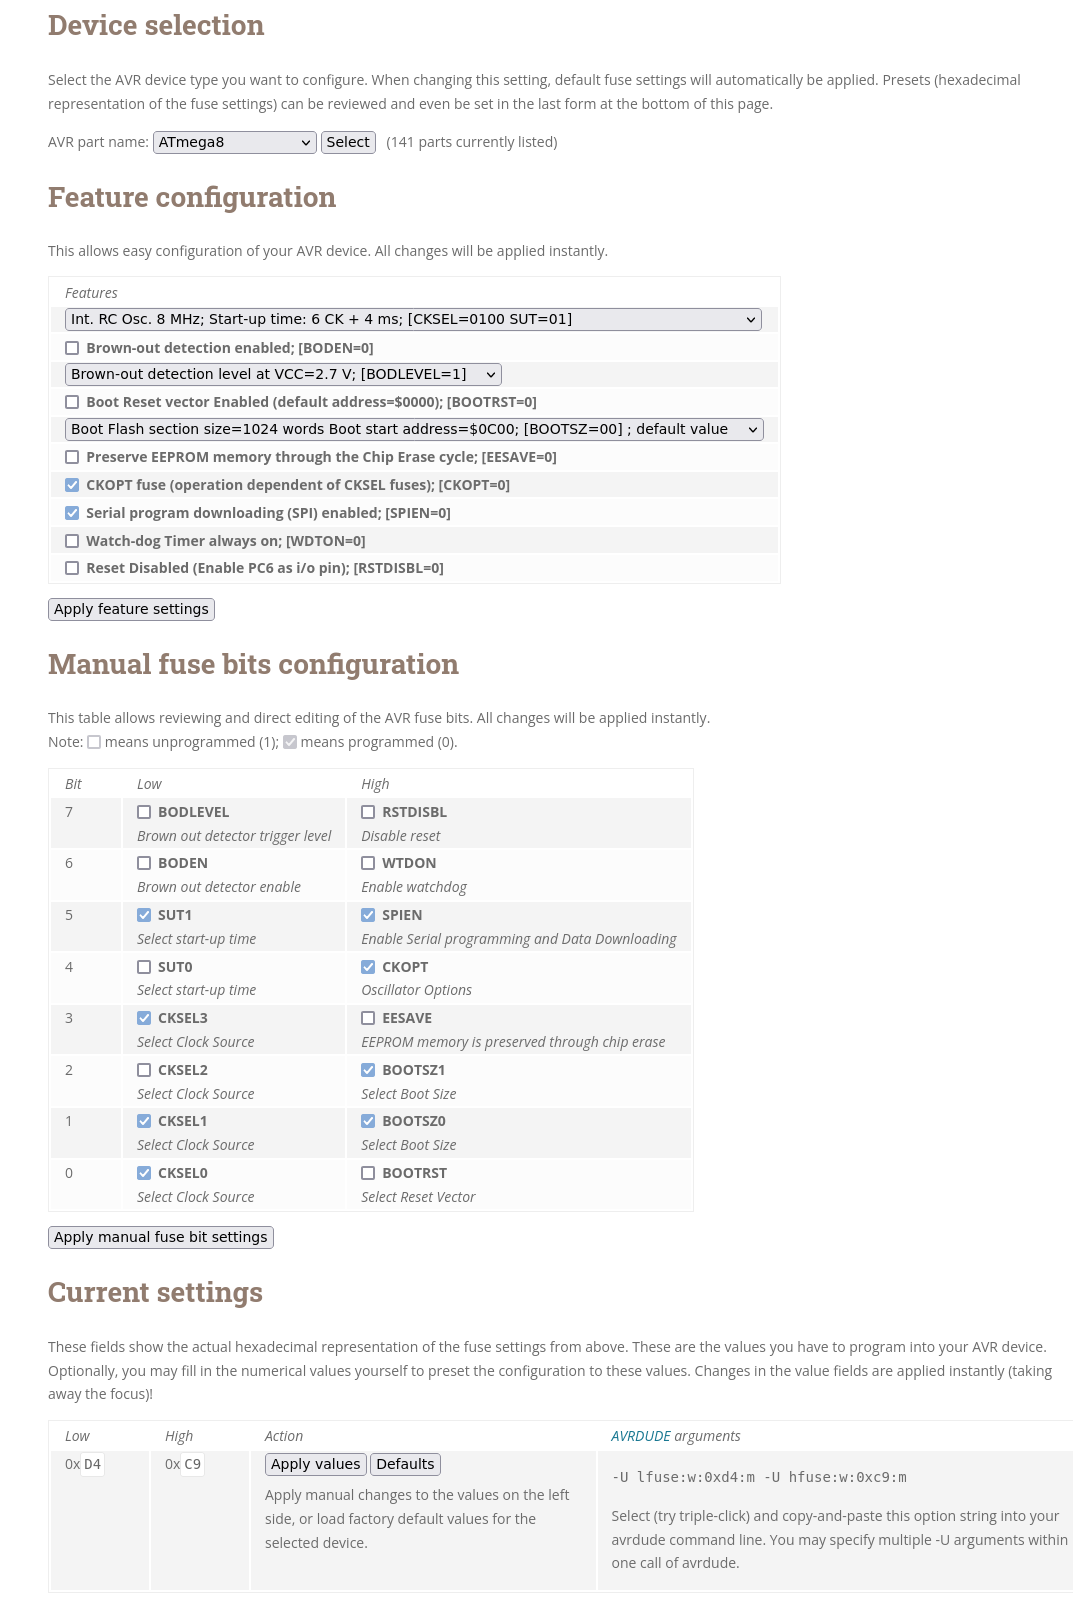 Device selection
Select the AVR device type you want to configure. When changing this setting, default fuse settings will automatically be applied. Presets (hexadecimal
representation of the fuse settings) can be reviewed and even be set in the last form at the bottom of this page.
AVR part name: ATmega8 Select (141 parts currently listed)
Feature configuration
This allows easy configuration of your AVR device. All changes will be applied instantly.
Features
Int. RC Osc. 8 MHz; Start-up time: 6 CK + 4 ms; [CKSEL=0100 SUT=01]
Brown-out detection enabled; [BODEN=0]
Brown-out detection level at VCC=2.7 V; [BODLEVEL=1]
Boot Reset vector Enabled (default address=$0000); [BOOTRST=0]
Boot Flash section size=1024 words Boot start address=$0C00; [BOOTSZ=00] ; default value
Preserve EEPROM memory through the Chip Erase cycle; [EESAVE=0]
CKOPT fuse (operation dependent of CKSEL fuses); [CKOPT=0]
Serial program downloading (SPI) enabled; [SPIEN=0]
Watch-dog Timer always on; [WDTON=0]
Reset Disabled (Enable PC6 as i/o pin); [RSTDISBL=0]
Apply feature settings
Manual fuse bits configuration
This table allows reviewing and direct editing of the AVR fuse bits. All changes will be applied instantly.
Note: means unprogrammed (1); means programmed (0).
Bit Low High
7 BODLEVEL RSTDISBL
Brown out detector trigger level Disable reset
6 BODEN WTDON
Brown out detector enable Enable watchdog
5 SUT1 SPIEN
Select start-up time Enable Serial programming and Data Downloading
4 SUT0 CKOPT
Select start-up time Oscillator Options
3 CKSEL3 EESAVE
Select Clock Source EEPROM memory is preserved through chip erase
2 CKSEL2 BOOTSZ1
Select Clock Source Select Boot Size
1 CKSEL1 BOOTSZ0
Select Clock Source Select Boot Size
0 CKSEL0 BOOTRST
Select Clock Source Select Reset Vector
Apply manual fuse bit settings
Current settings
These fields show the actual hexadecimal representation of the fuse settings from above. These are the values you have to program into your AVR device.
Optionally, you may fill in the numerical values yourself to preset the configuration to these values. Changes in the value fields are applied instantly (taking
away the focus)!
Low High Action AVRDUDE arguments
0x D4 0x C9 Apply values Defaults
-U lfuse:w:0xd4:m -U hfuse:w:0xc9:m
Apply manual changes to the values on the left
side, or load factory default values for the
selected device.
Select (try triple-click) and copy-and-paste this option string into your
avrdude command line. You may specify multiple -U arguments within
one call of avrdude.